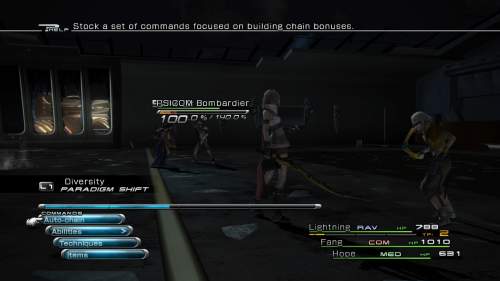 HELP Stock a set of commands focused on building chain bonuses.
PSICOM Bombardier
100.0 % / 140.0 %
L1 Diversity
PARADIGM SHIFT
COMMANDS
Auto-chain
Abilities
Techniques
Items
Lightning RAV HP 788
TP: 2
Fang COM HP 1010
Hope MED HP 631